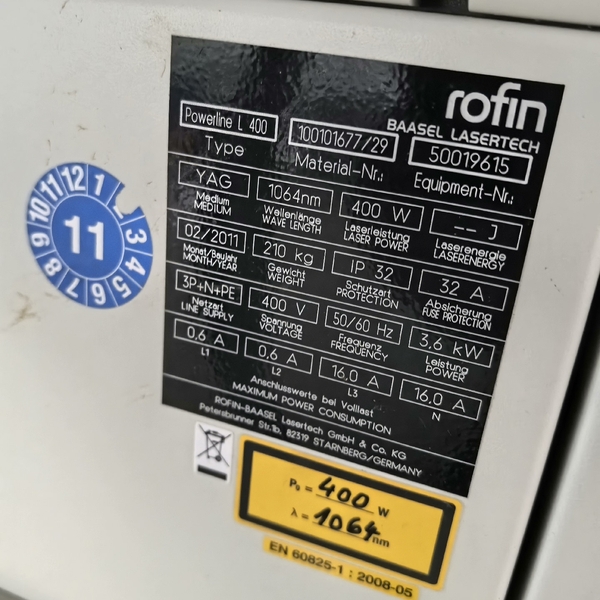 rofin
BAASEL LASERTECH
Powerline L 400 100101677/29 50019615
Type Material-Nr.: Equipment-Nr.:
YAG 1064nm 400 W -- J
Medium Wellenlänge Laserleistung Laserenergie
MEDIUM WAVE LENGTH LASER POWER LASERENERGY
02/2011 210 kg IP 32 32 A
Monat/Baujahr Gewicht Schutzart Absicherung
MONTH/YEAR WEIGHT PROTECTION FUSE PROTECTION
3P+N+PE 400 V 50/60 Hz 3,6 kW
Netzart Spannung Frequenz Leistung
LINE SUPPLY VOLTAGE FREQUENCY POWER
0,6 A 0,6 A 16,0 A 16,0 A
L1 L2 L3 N
Anschlusswerte bei Volllast
MAXIMUM POWER CONSUMPTION
ROFIN-BAASEL Lasertech GmbH & Co. KG
Petersbrunner Str.1b, 82319 STARNBERG/GERMANY
12 1 3 4 5 6 7 8 9 10 11
11
P₀ = 400 W
λ = 1064 nm
EN 60825-1 : 2008-05